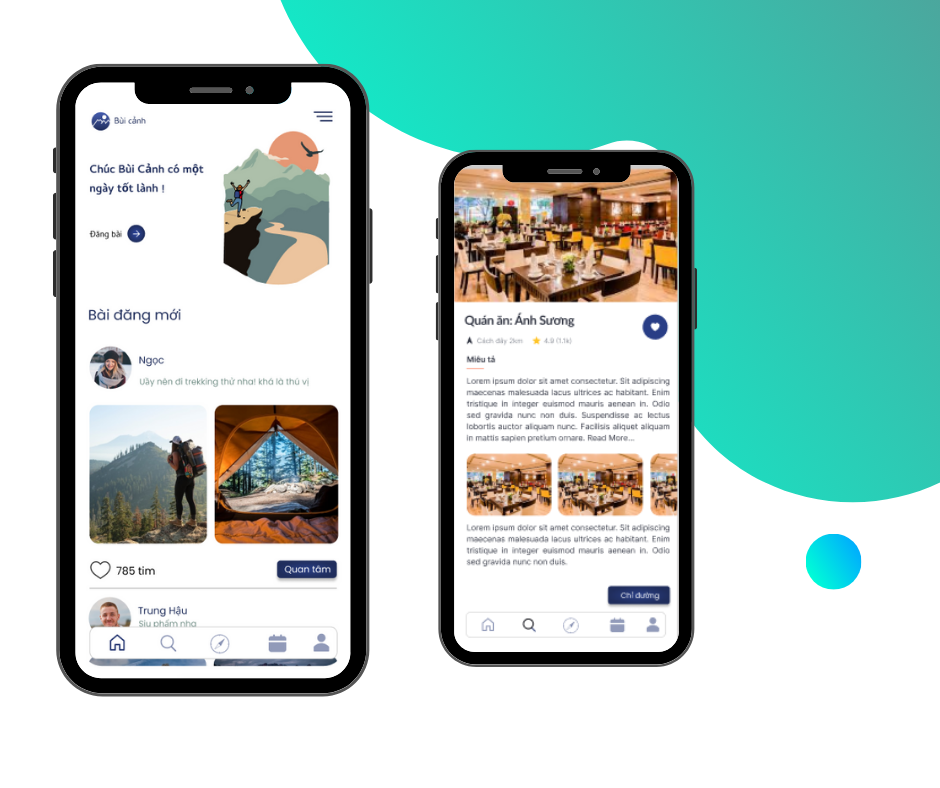 Bùi cảnh
Chúc Bùi Cảnh có một
ngày tốt lành !
Đăng bài
Bài đăng mới
Ngọc
Uầy nên đi trekking thử nha! khá là thú vị
785 tim
Quan tâm
Trung Hậu
Siu phẩm nha
Quán ăn: Ánh Sương
Cách đây 2km
4.9 (1.1k)
Miêu tả
Lorem ipsum dolor sit amet consectetur. Sit adipiscing
maecenas malesuada lacus ultrices ac habitant. Enim
tristique in integer euismod mauris aenean in. Odio
sed gravida nunc non duis. Suspendisse ac lectus
lobortis auctor aliquam nunc. Facilisis aliquet aliquam
in mattis sapien pretium ornare. Read More...
Lorem ipsum dolor sit amet consectetur. Sit adipiscing
maecenas malesuada lacus ultrices ac habitant. Enim
tristique in integer euismod mauris aenean in. Odio
sed gravida nunc non duis.
Chỉ đường